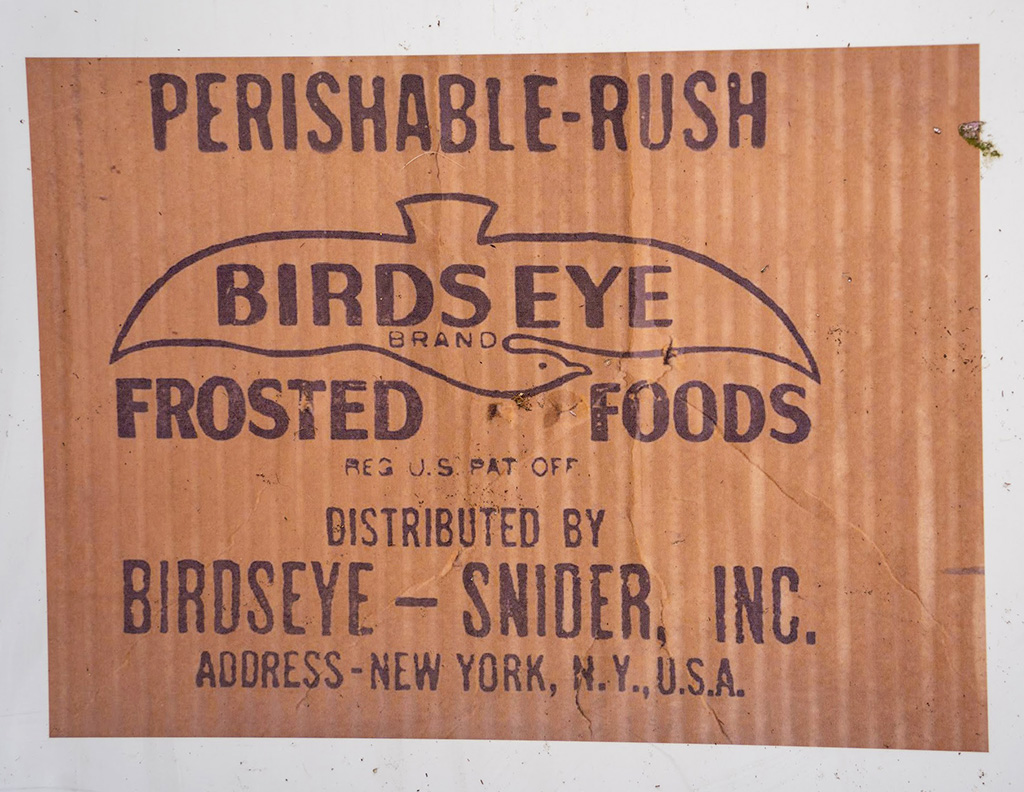 PERISHABLE-RUSH
BIRDS EYE
BRAND
FROSTED FOODS
REG U.S. PAT OFF.
DISTRIBUTED BY
BIRDSEYE — SNIDER, INC.
ADDRESS-NEW YORK, N.Y., U.S.A.